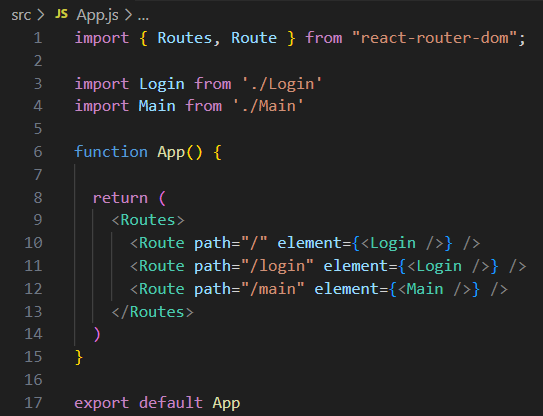 src > JS App.js > ...
1 import { Routes, Route } from "react-router-dom";
2
3 import Login from './Login'
4 import Main from './Main'
5
6 function App() {
7
8   return (
9     <Routes>
10       <Route path="/" element={<Login />} />
11       <Route path="/login" element={<Login />} />
12       <Route path="/main" element={<Main />} />
13     </Routes>
14   )
15 }
16
17 export default App